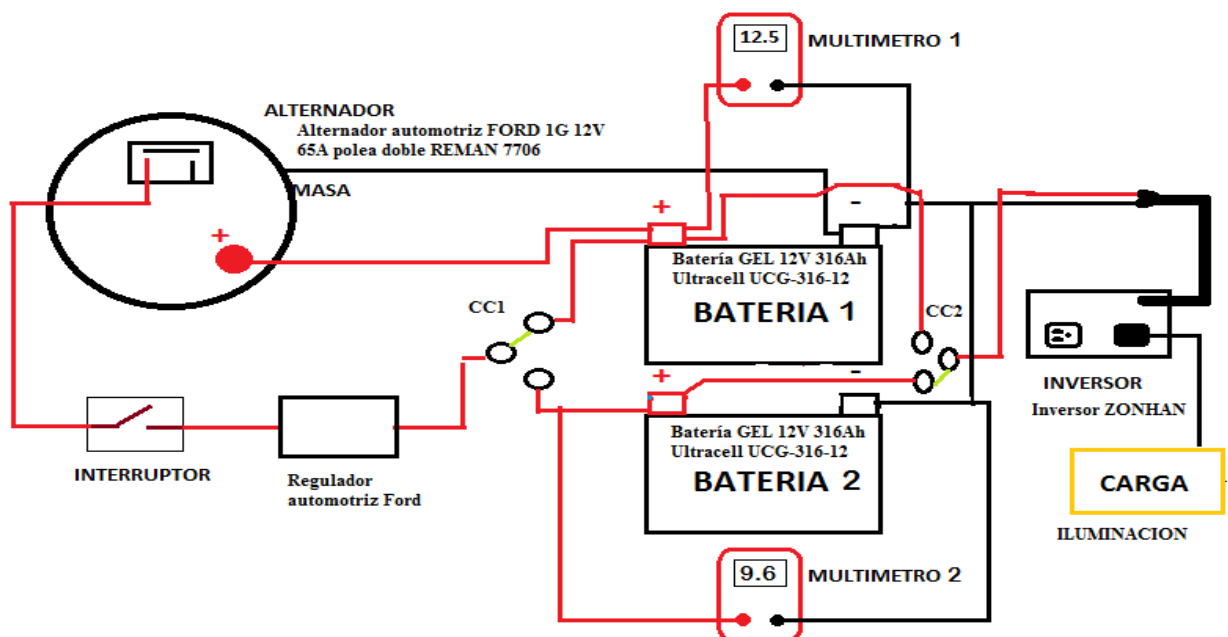 12.5
MULTIMETRO 1
ALTERNADOR
Alternador automotriz FORD 1G 12V
65A polea doble REMAN 7706
MASA
+
+
-
Batería GEL 12V 316Ah
Ultracell UCG-316-12
BATERIA 1
CC1
CC2
+
-
INVERSOR
Inversor ZONHAN
Batería GEL 12V 316Ah
Ultracell UCG-316-12
BATERIA 2
INTERRUPTOR
Regulador
automotriz Ford
CARGA
ILUMINACION
9.6
MULTIMETRO 2